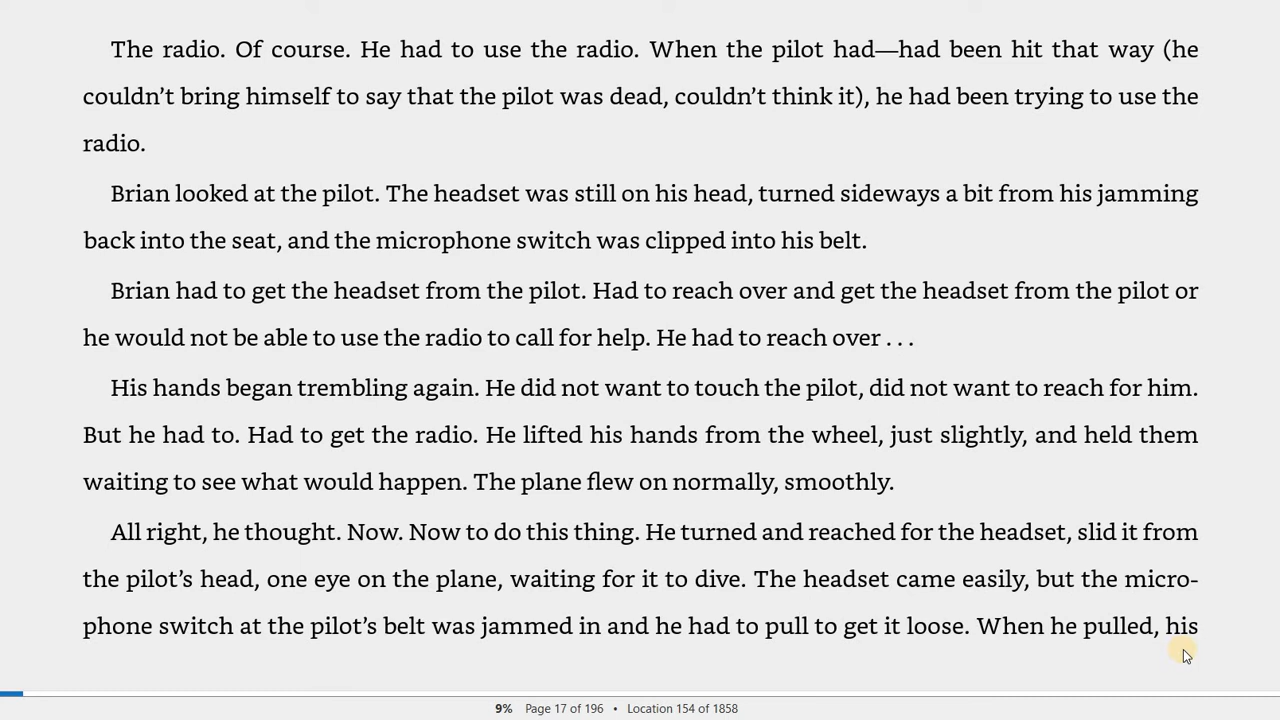 The radio. Of course. He had to use the radio. When the pilot had—had been hit that way (he
couldn’t bring himself to say that the pilot was dead, couldn’t think it), he had been trying to use the
radio.
Brian looked at the pilot. The headset was still on his head, turned sideways a bit from his jamming
back into the seat, and the microphone switch was clipped into his belt.
Brian had to get the headset from the pilot. Had to reach over and get the headset from the pilot or
he would not be able to use the radio to call for help. He had to reach over . . .
His hands began trembling again. He did not want to touch the pilot, did not want to reach for him.
But he had to. Had to get the radio. He lifted his hands from the wheel, just slightly, and held them
waiting to see what would happen. The plane flew on normally, smoothly.
All right, he thought. Now. Now to do this thing. He turned and reached for the headset, slid it from
the pilot’s head, one eye on the plane, waiting for it to dive. The headset came easily, but the micro-
phone switch at the pilot’s belt was jammed in and he had to pull to get it loose. When he pulled, his
9% Page 17 of 196 • Location 154 of 1858